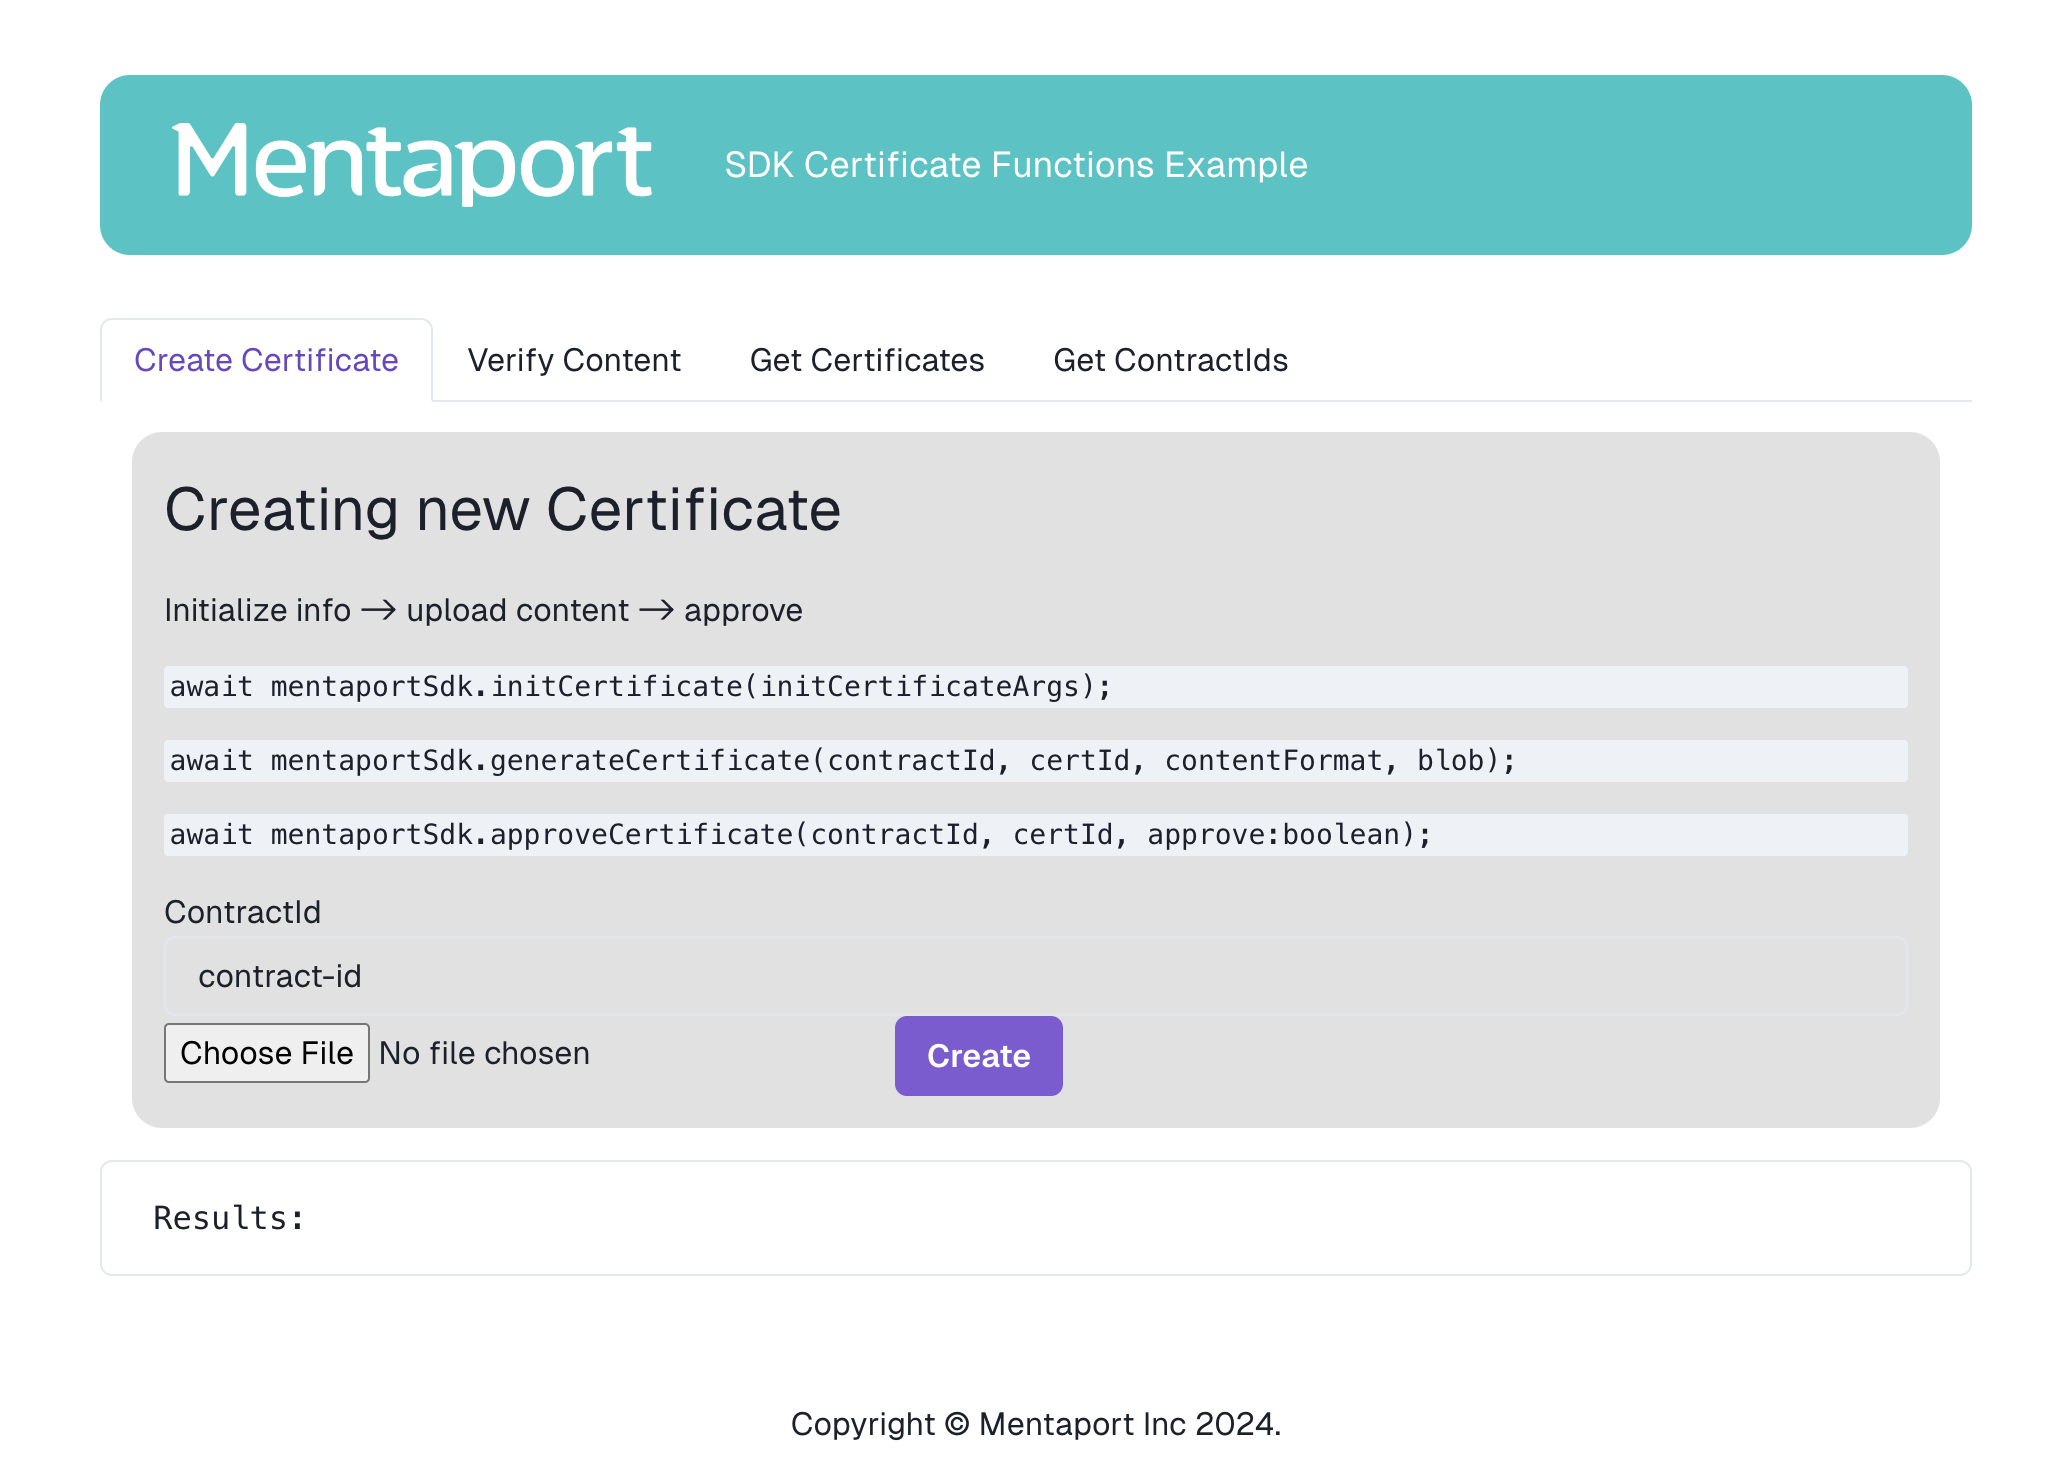 Mentaport
SDK Certificate Functions Example
Create Certificate
Verify Content
Get Certificates
Get ContractIds
Creating new Certificate
Initialize info → upload content → approve
await mentaportSdk.initCertificate(initCertificateArgs);
await mentaportSdk.generateCertificate(contractId, certId, contentFormat, blob);
await mentaportSdk.approveCertificate(contractId, certId, approve:boolean);
ContractId
contract-id
Choose File No file chosen
Create
Results:
Copyright © Mentaport Inc 2024.